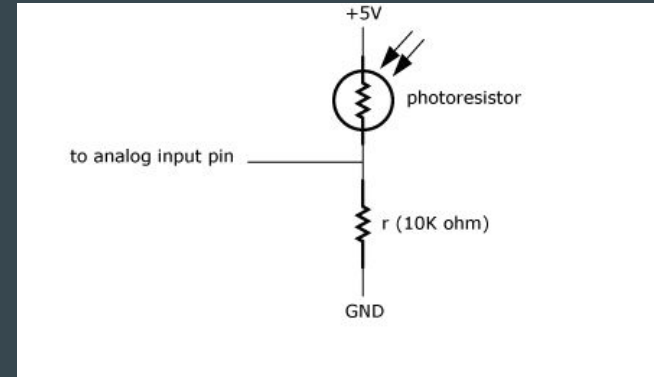 +5V
photoresistor
to analog input pin
r (10K ohm)
GND